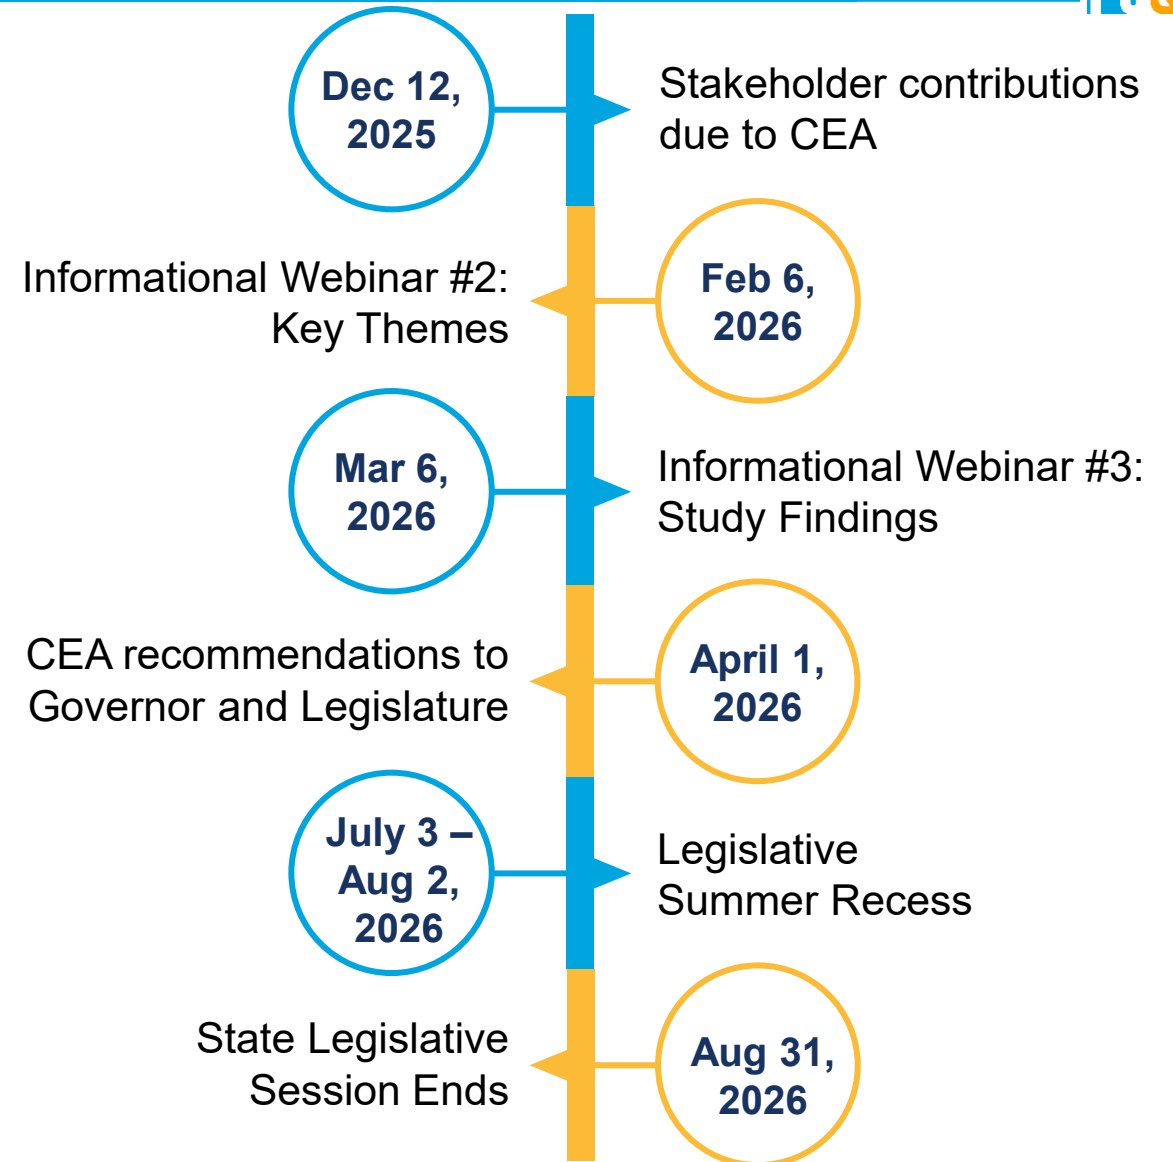 Dec 12,
2025
Stakeholder contributions
due to CEA
Informational Webinar #2:
Key Themes
Feb 6,
2026
Mar 6,
2026
Informational Webinar #3:
Study Findings
CEA recommendations to
Governor and Legislature
April 1,
2026
July 3 –
Aug 2,
2026
Legislative
Summer Recess
State Legislative
Session Ends
Aug 31,
2026